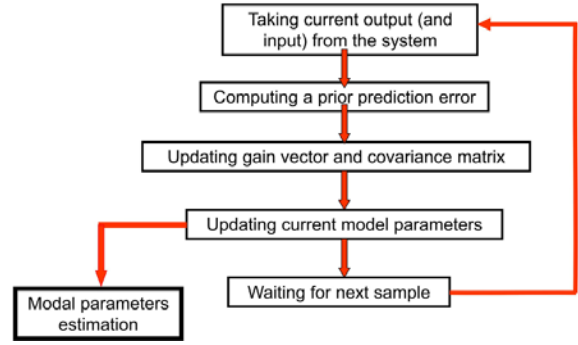 Taking current output (and
input) from the system
Computing a prior prediction error
Updating gain vector and covariance matrix
Updating current model parameters
Waiting for next sample
Modal parameters
estimation